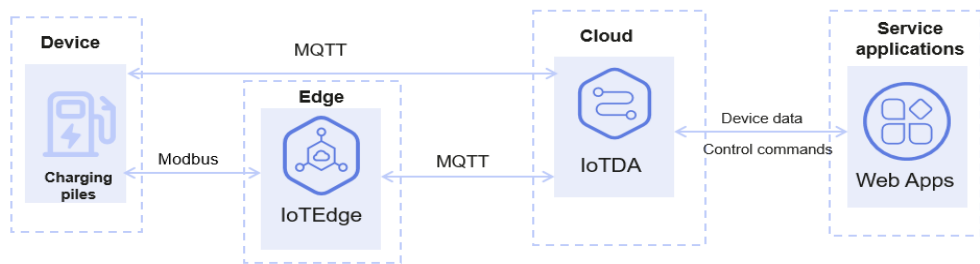 Device
MQTT
Cloud
Service
applications
Edge
Device data
Modbus
MQTT
IoTDA
Control commands
Charging
piles
IoTEdge
Web Apps